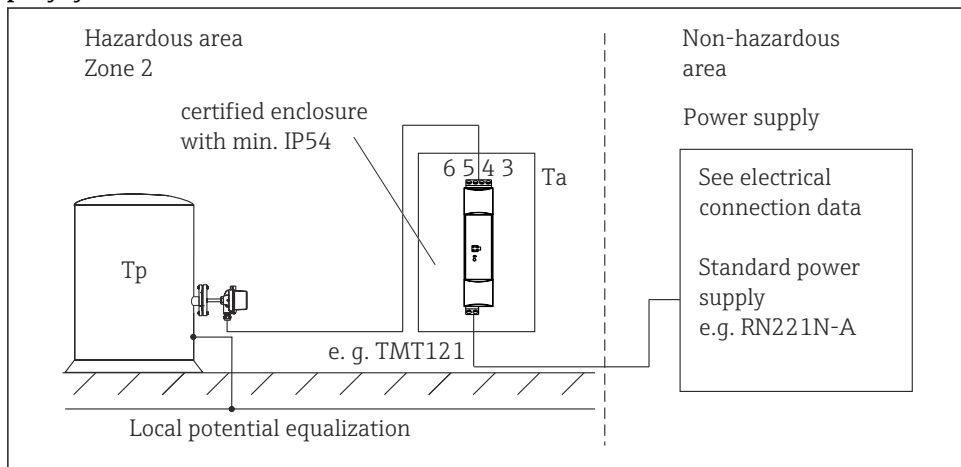 Hazardous area
Zone 2
certified enclosure
with min. IP54
6 5 4 3
Ta
Tp
e. g. TMT121
Local potential equalization
Non-hazardous
area
Power supply
See electrical
connection data
Standard power
supply
e.g. RN221N-A